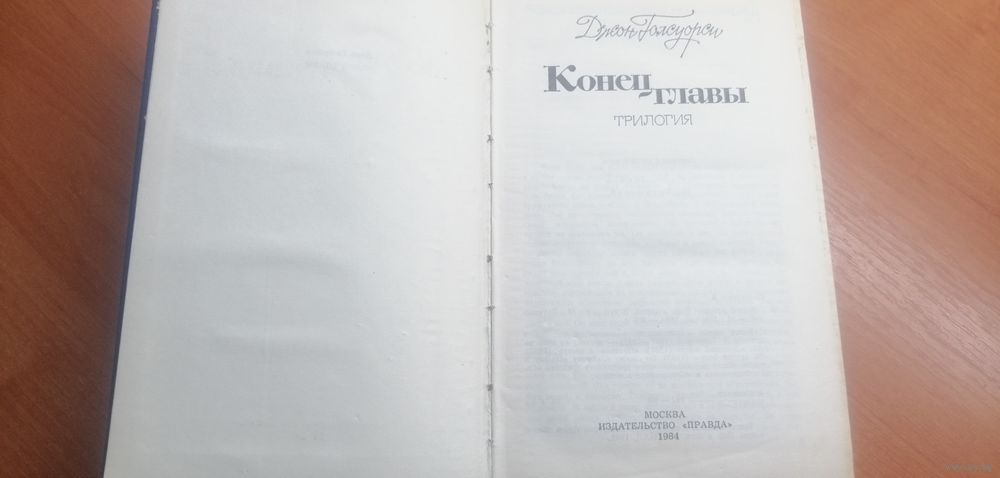 Джон Голсуорси
Конец
главы
ТРИЛОГИЯ
МОСКВА
ИЗДАТЕЛЬСТВО «ПРАВДА»
1984